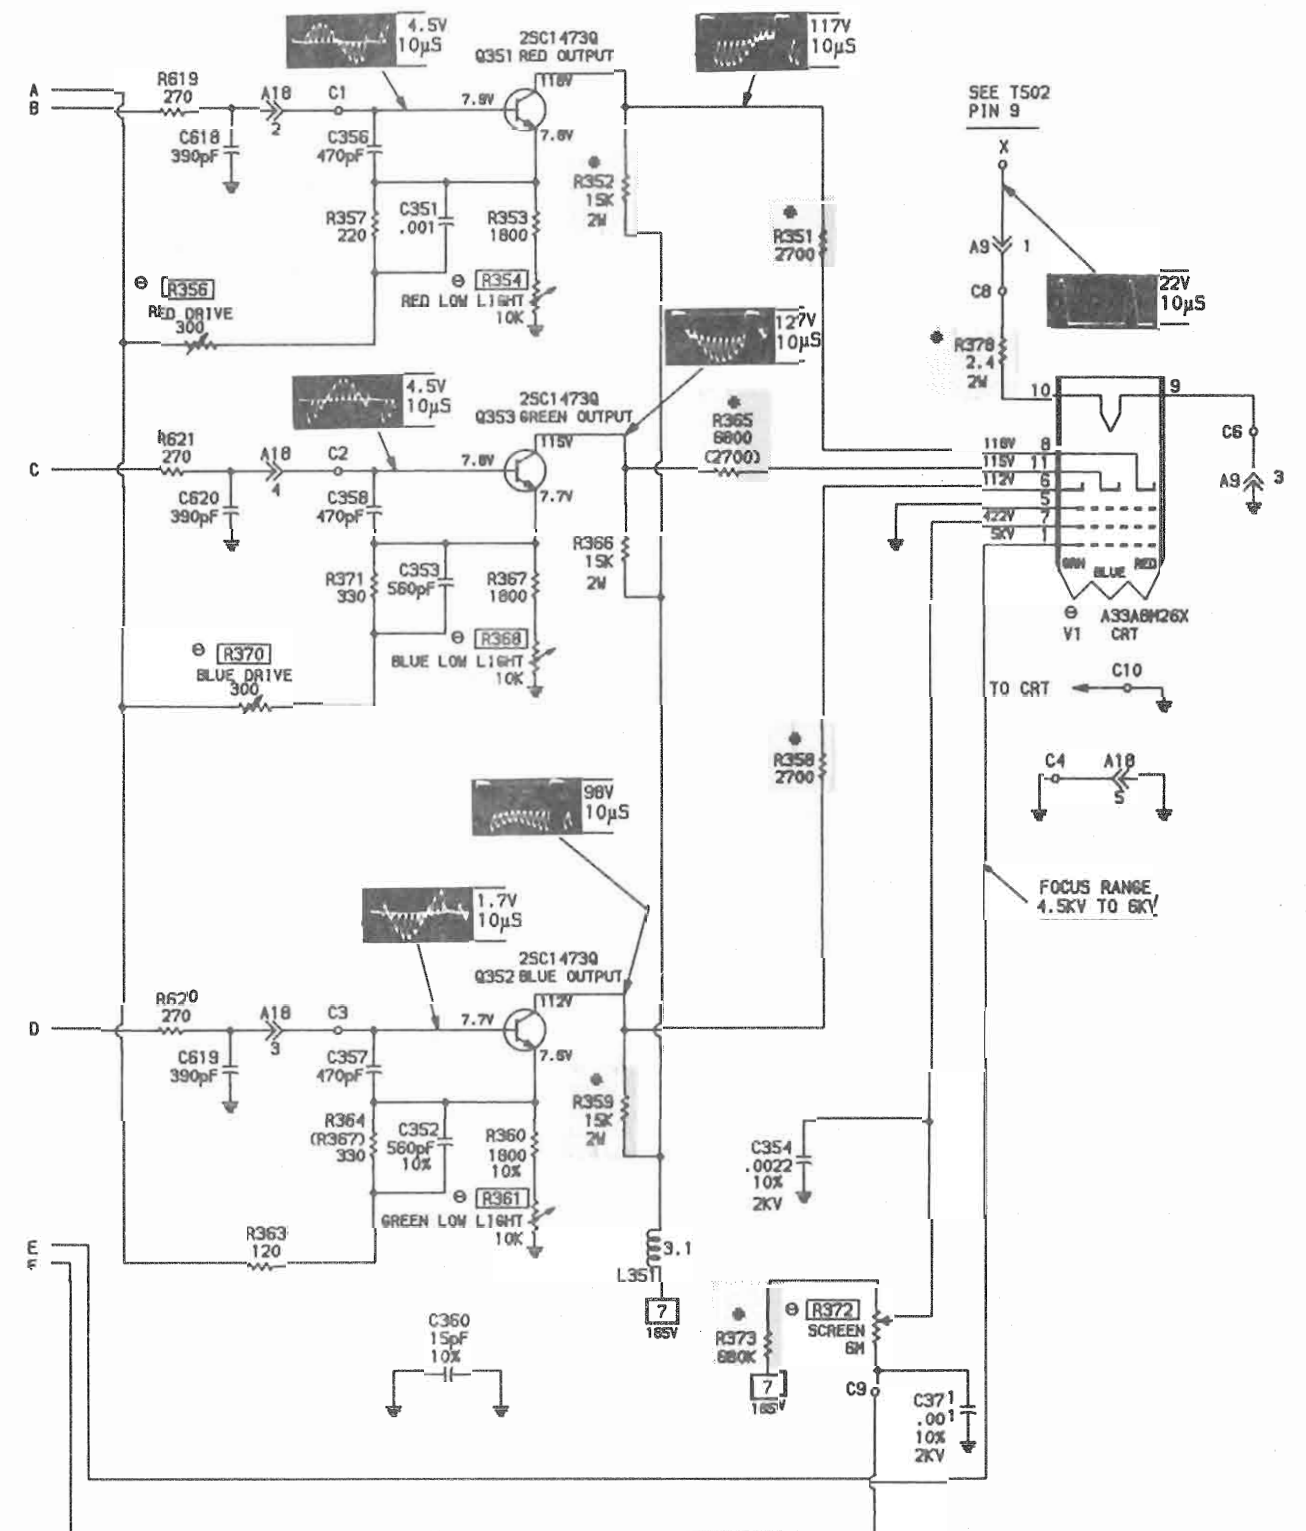 4.5V
10µS
2SC1473Q
Q351 RED OUTPUT
117V
10µS
118V
A
B
R619
270
A18
2
C1
7.9V
7.8V
C618
390pF
C356
470pF
SEE T502
PIN 9
X
R352
15K
2W
R357
220
C351
.001
R353
1800
R351
2700
A9
1
C8
R354
RED LOW LIGHT
10K
R356
RED DRIVE
300
22V
10µS
127V
10µS
R378
2.4
2W
4.5V
10µS
2SC1473Q
Q353 GREEN OUTPUT
115V
R365
6800
(2700)
10
9
C6
A9
3
R621
270
C
A18
4
C2
7.8V
7.7V
118V
8
115V
11
112V
6
5
422V
7
5KV
1
C620
390pF
C358
470pF
R366
15K
2W
GRN
BLUE
RED
R371
330
C353
560pF
R367
1800
V1
A33ABM26X
CRT
R368
BLUE LOW LIGHT
10K
R370
BLUE DRIVE
300
TO CRT
C10
R358
2700
C4
A18
5
98V
10µS
1.7V
10µS
FOCUS RANGE
4.5KV TO 6KV
2SC1473Q
Q352 BLUE OUTPUT
112V
D
R620
270
A18
3
C3
7.7V
7.6V
C619
390pF
C357
470pF
R359
15K
2W
R364
(R367)
330
C352
560pF
10%
R360
1800
10%
C354
.0022
10%
2KV
R361
GREEN LOW LIGHT
10K
R363
120
E
F
3.1
L351
7
185V
R373
680K
R372
SCREEN
6M
7
C9
C371
.001
10%
2KV
C360
15pF
10%